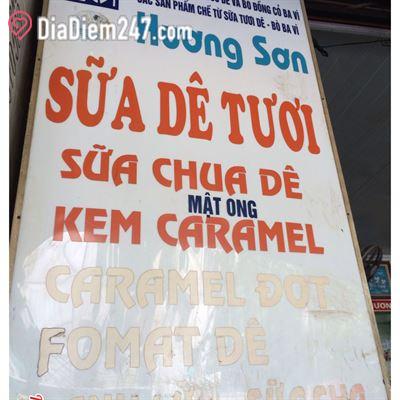 DiaDiem247.com
CÁC SẢN PHẨM CHẾ TỪ SỮA TƯƠI DÊ - BÒ BA VÌ
Hương Sơn
SỮA DÊ TƯƠI
SỮA CHUA DÊ
MẬT ONG
KEM CARAMEL
CARAMEL ĐỢT
FOMAT DÊ